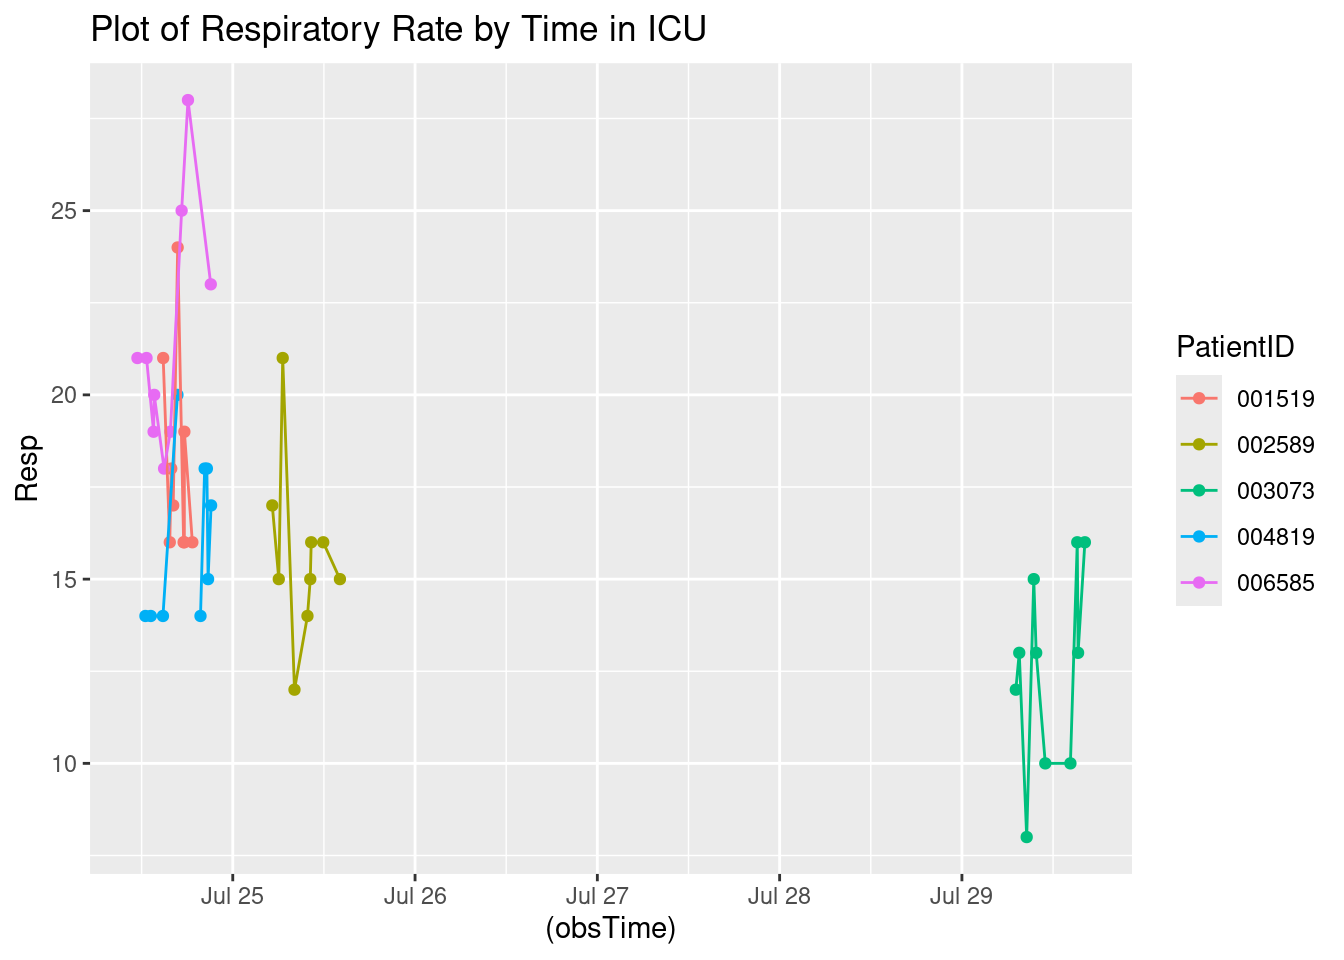 Plot of Respiratory Rate by Time in ICU
Resp
25
20
15
10
Jul 25
Jul 26
Jul 27
Jul 28
Jul 29
(obsTime)
PatientID
001519
002589
003073
004819
006585